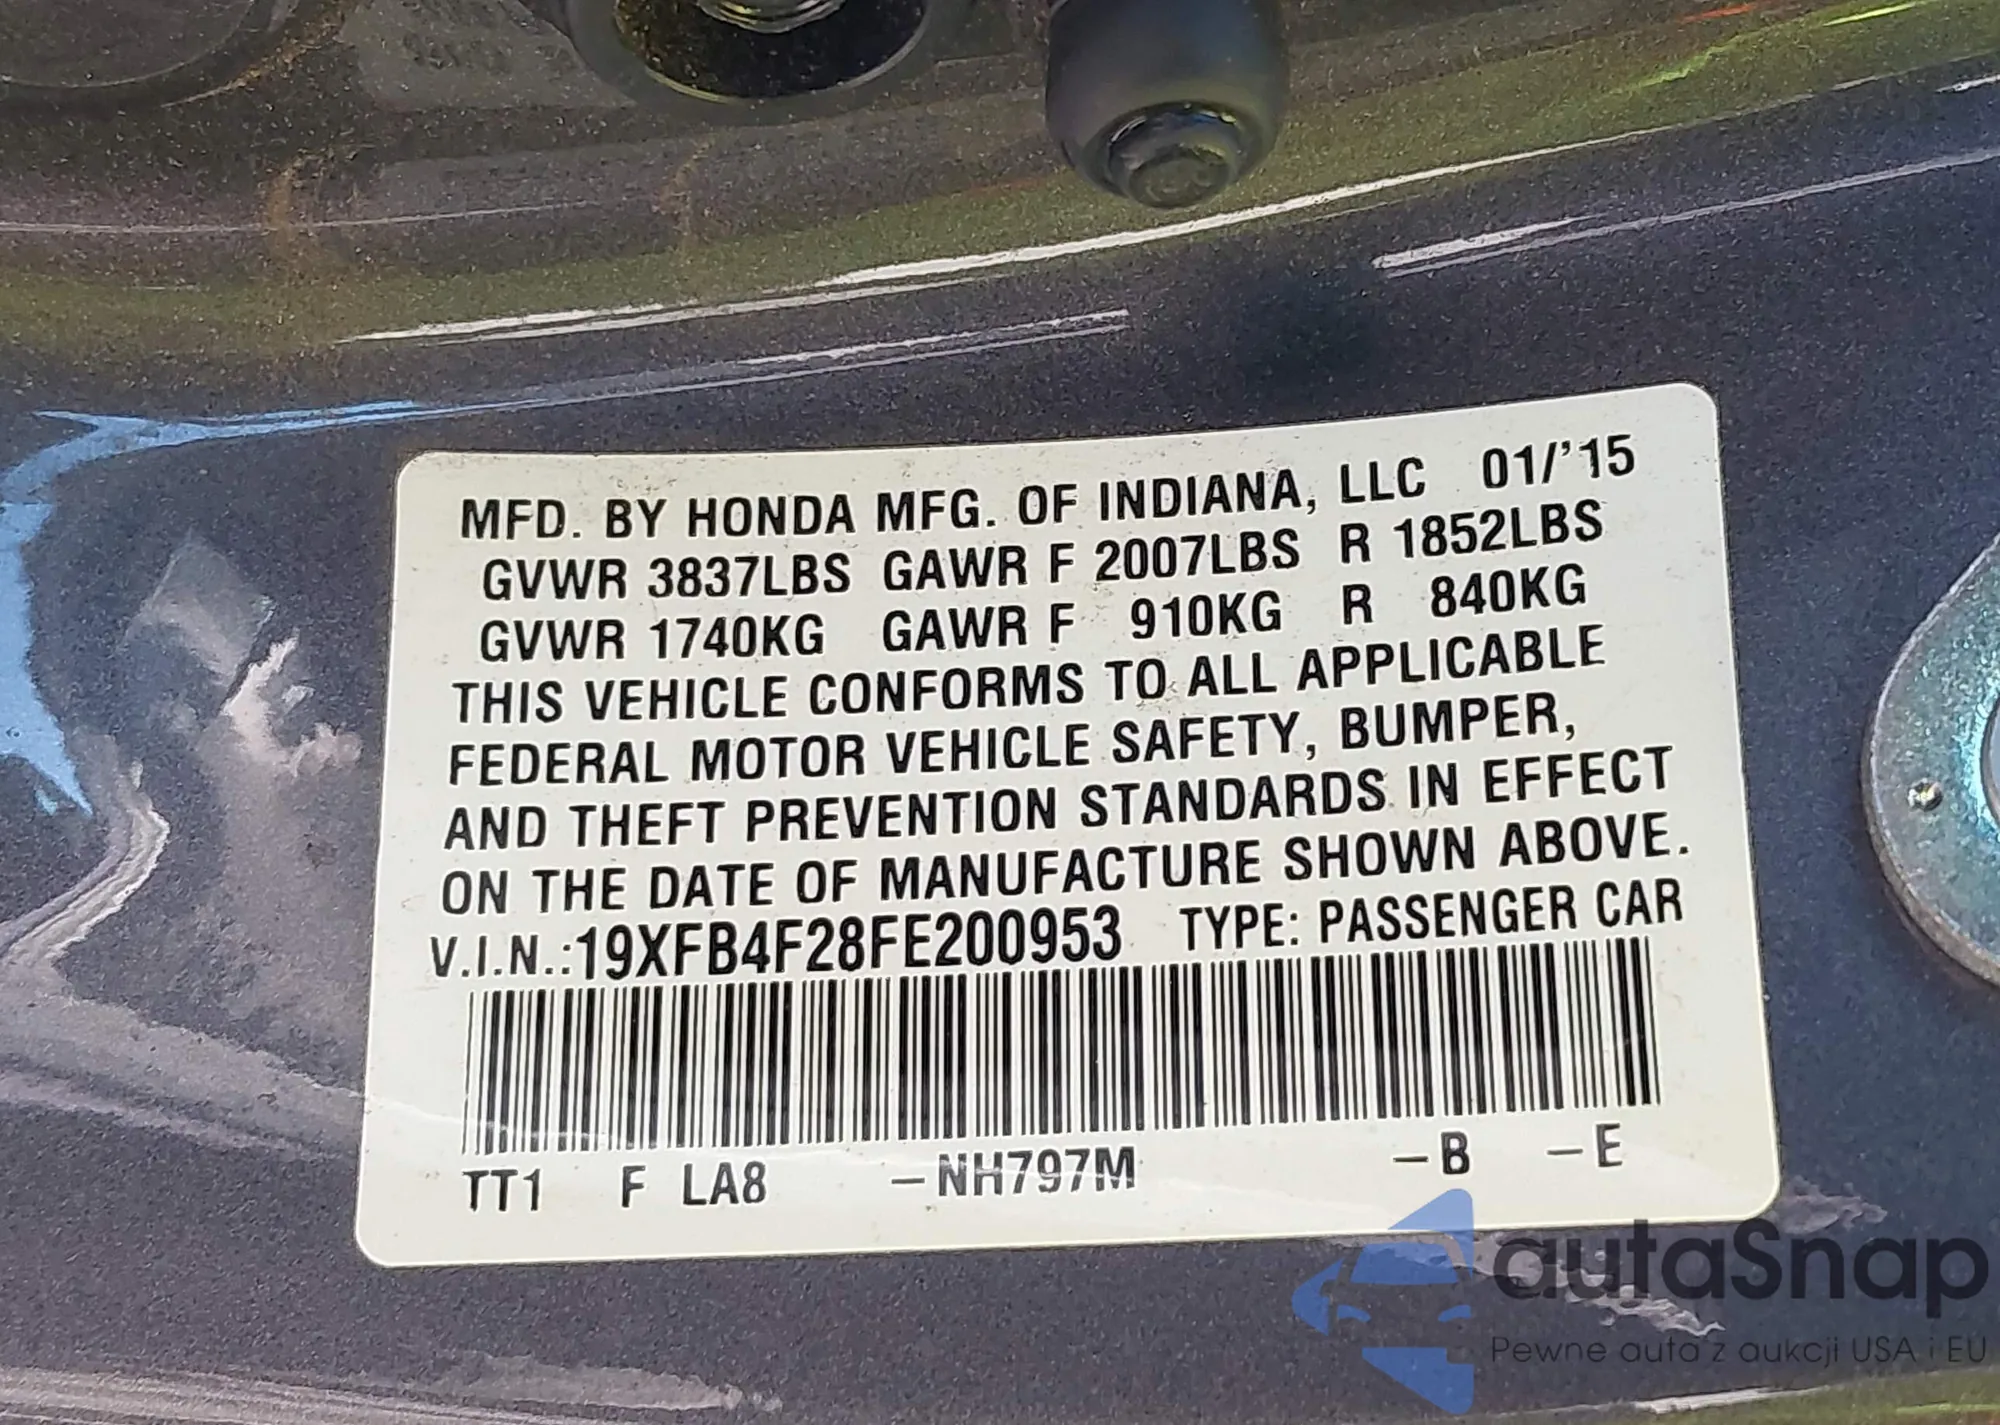 MFD. BY HONDA MFG. OF INDIANA, LLC 01/'15
GVWR 3837LBS GAWR F 2007LBS R 1852LBS
GVWR 1740KG GAWR F 910KG R 840KG
THIS VEHICLE CONFORMS TO ALL APPLICABLE
FEDERAL MOTOR VEHICLE SAFETY, BUMPER,
AND THEFT PREVENTION STANDARDS IN EFFECT
ON THE DATE OF MANUFACTURE SHOWN ABOVE.
V.I.N.:19XFB4F28FE200953 TYPE: PASSENGER CAR
TT1 F LA8 –NH797M –B –E
autaSnap
Pewne auta z aukcji USA i EU